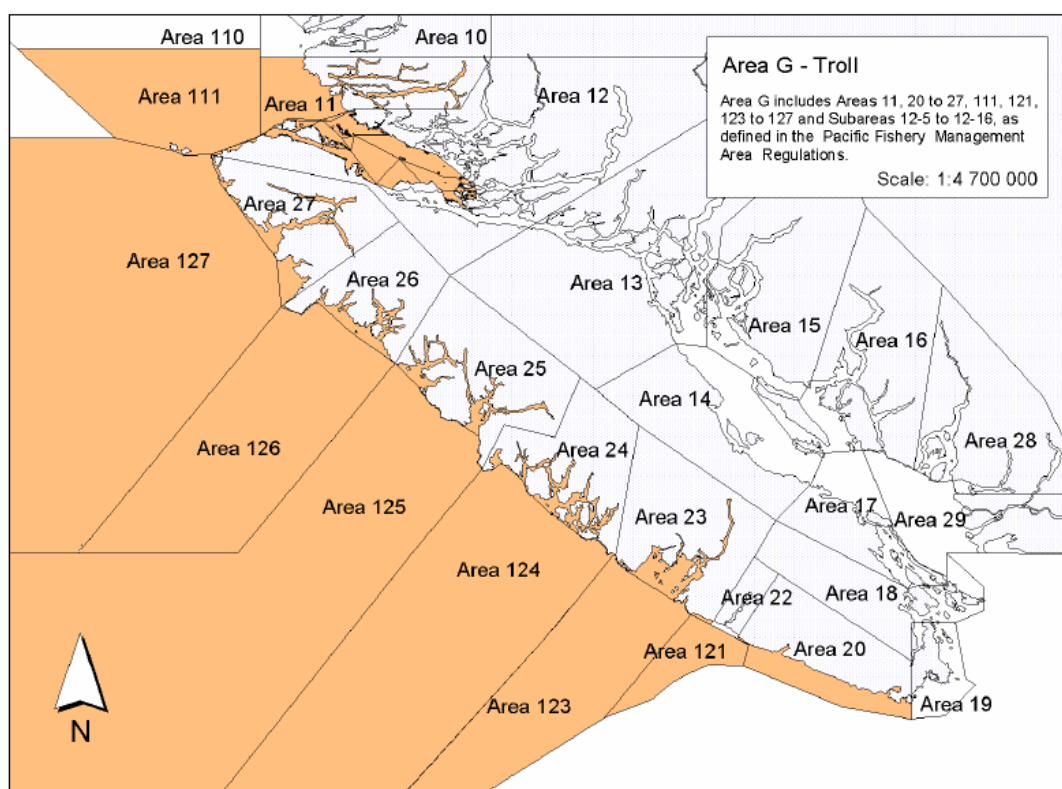 Area 110
Area 10
Area 111
Area 11
Area 12
Area G - Troll
Area G includes Areas 11, 20 to 27, 111, 121,
123 to 127 and Subareas 12-5 to 12-16, as
defined in the Pacific Fishery Management
Area Regulations.
Scale: 1:4 700 000
Area 27
Area 127
Area 26
Area 13
Area 15
Area 16
Area 25
Area 14
Area 126
Area 24
Area 28
Area 125
Area 23
Area 17
Area 29
Area 124
Area 22
Area 18
Area 121
Area 20
Area 123
Area 19
N